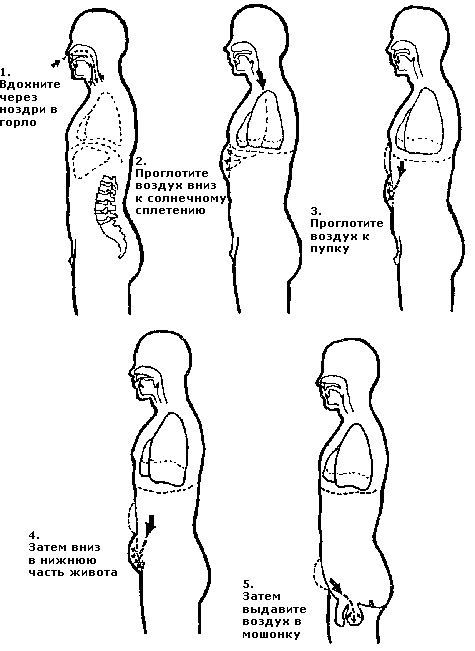 1.
Вдохните
через
ноздри в
горло
2.
Проглотите
воздух вниз
к солнечному
сплетению
3.
Проглотите
воздух к
пупку
4.
Затем вниз
в нижнюю
часть живота
5.
Затем
выдавите
воздух в
мошонку